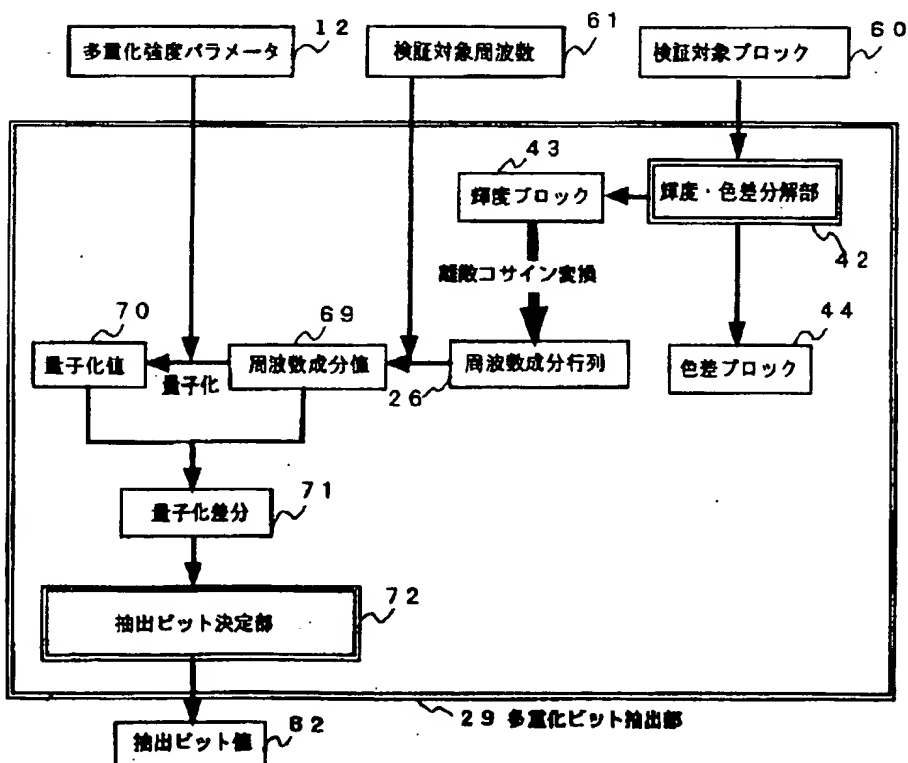 多重化強度パラメータ
12
検証対象周波数
61
検証対象ブロック
60
輝度ブロック
43
輝度・色差分解部
42
離散コサイン変換
量子化値
70
量子化
周波数成分値
69
周波数成分行列
26
色差ブロック
44
量子化差分
71
抽出ビット決定部
72
29 多重化ビット抽出部
抽出ビット値
62